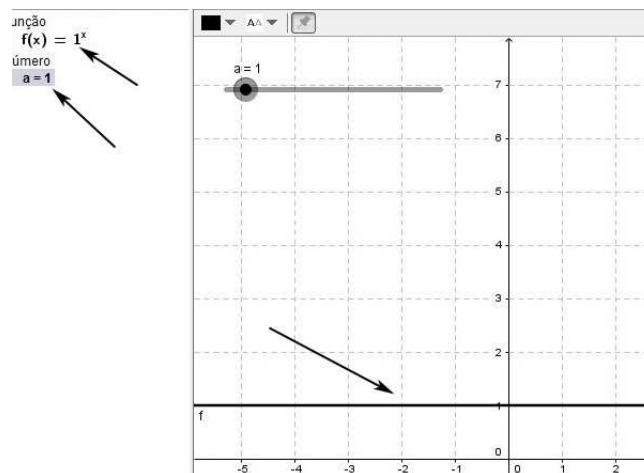 unção
f(x) = 1ˣ
úmero
a = 1
AA
a = 1
7
6
5
4
3
2
1
f
0
-5 -4 -3 -2 -1 0 1 2